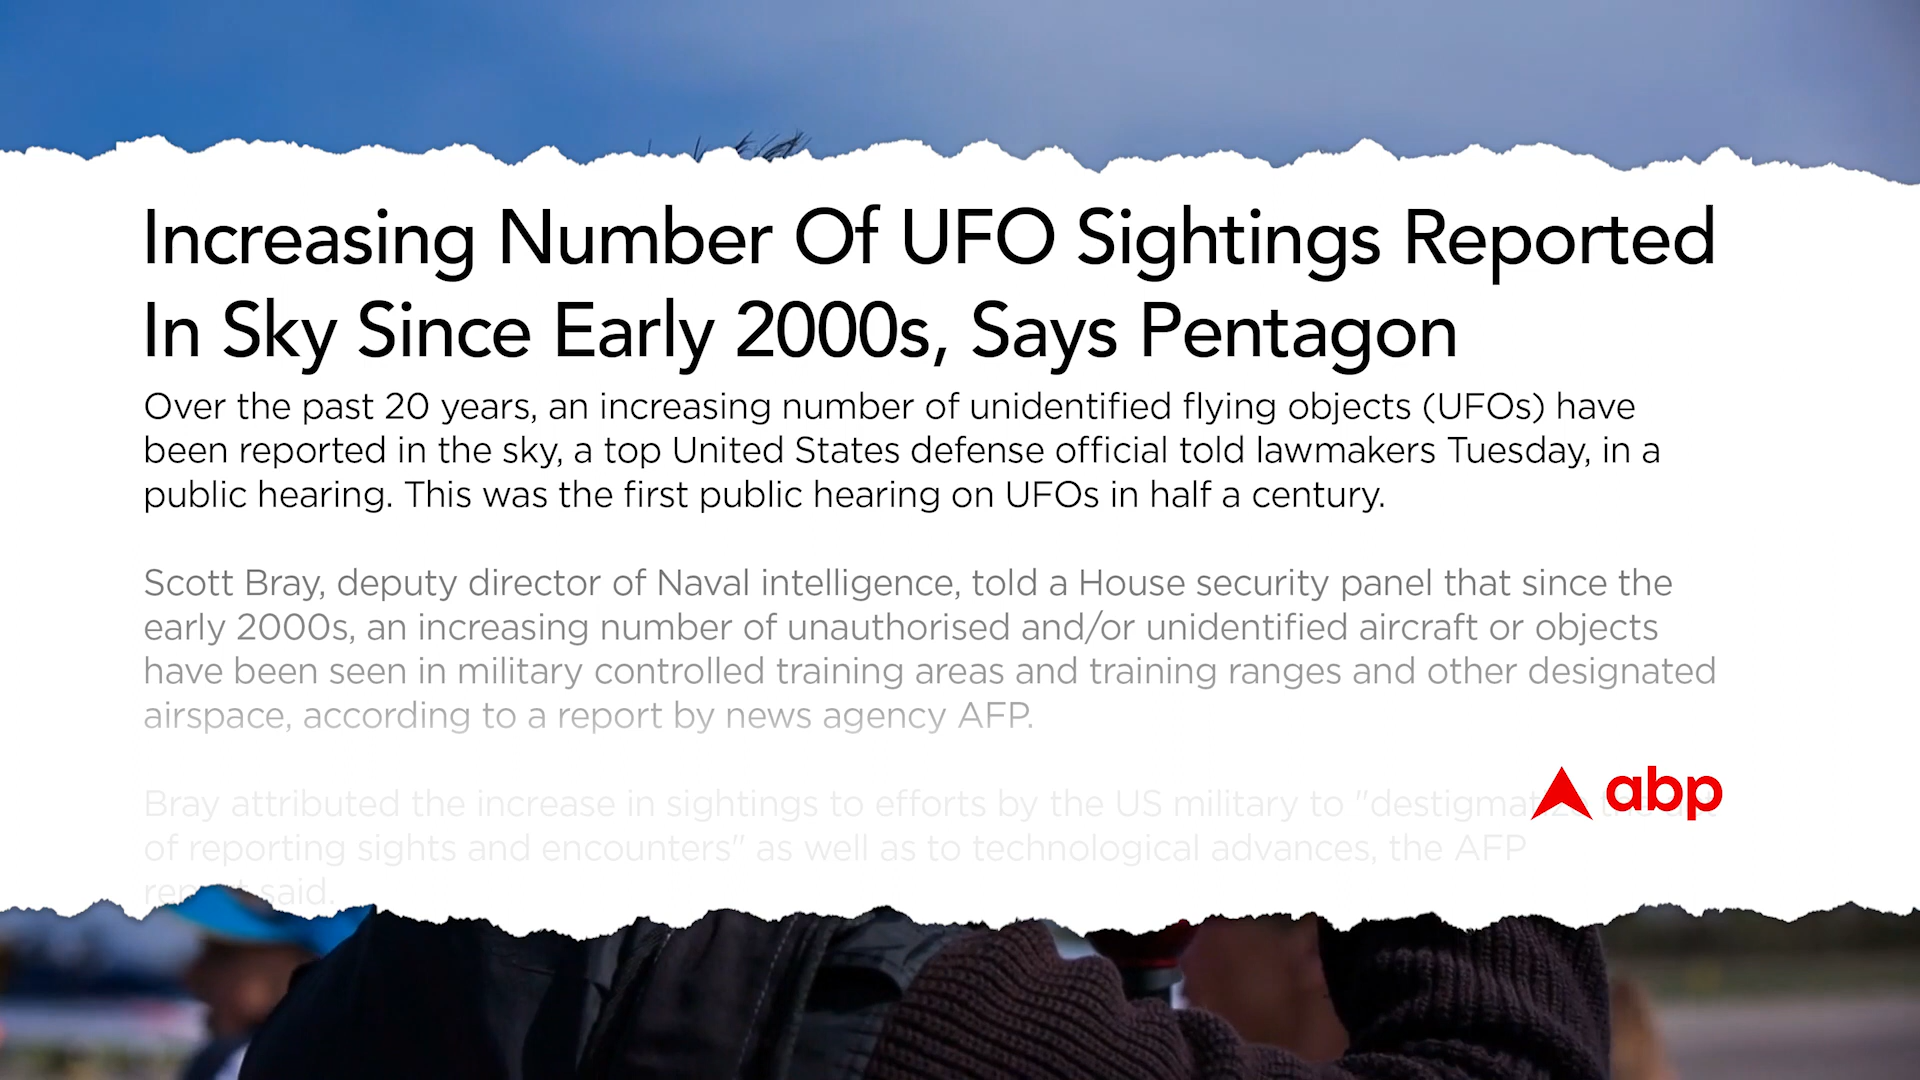 Increasing Number Of UFO Sightings Reported
In Sky Since Early 2000s, Says Pentagon
Over the past 20 years, an increasing number of unidentified flying objects (UFOs) have
been reported in the sky, a top United States defense official told lawmakers Tuesday, in a
public hearing. This was the first public hearing on UFOs in half a century.
Scott Bray, deputy director of Naval intelligence, told a House security panel that since the
early 2000s, an increasing number of unauthorised and/or unidentified aircraft or objects
have been seen in military controlled training areas and training ranges and other designated
airspace, according to a report by news agency AFP.
Bray attributed the increase in sightings to efforts by the US military to "
of reporting sights and encounters" as well as to technological advances, the AFP
said.
abp